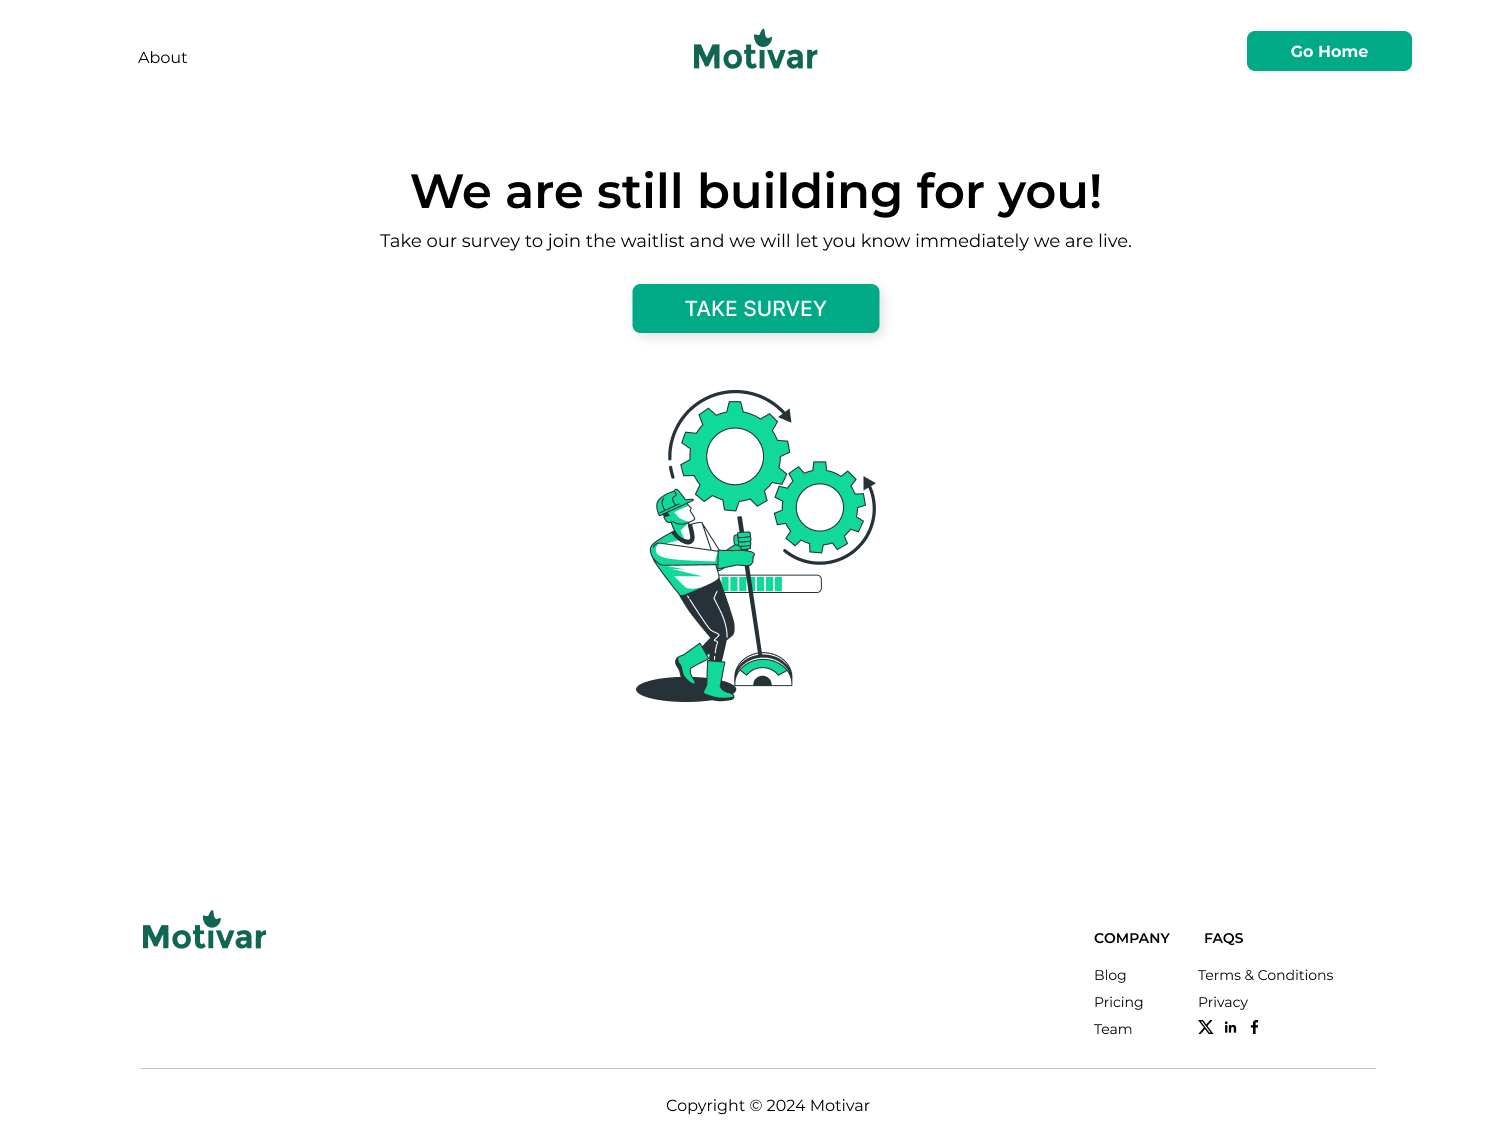 About
Motivar
Go Home
We are still building for you!
Take our survey to join the waitlist and we will let you know immediately we are live.
TAKE SURVEY
Motivar
COMPANY
Blog
Pricing
Team
FAQS
Terms & Conditions
Privacy
Copyright © 2024 Motivar